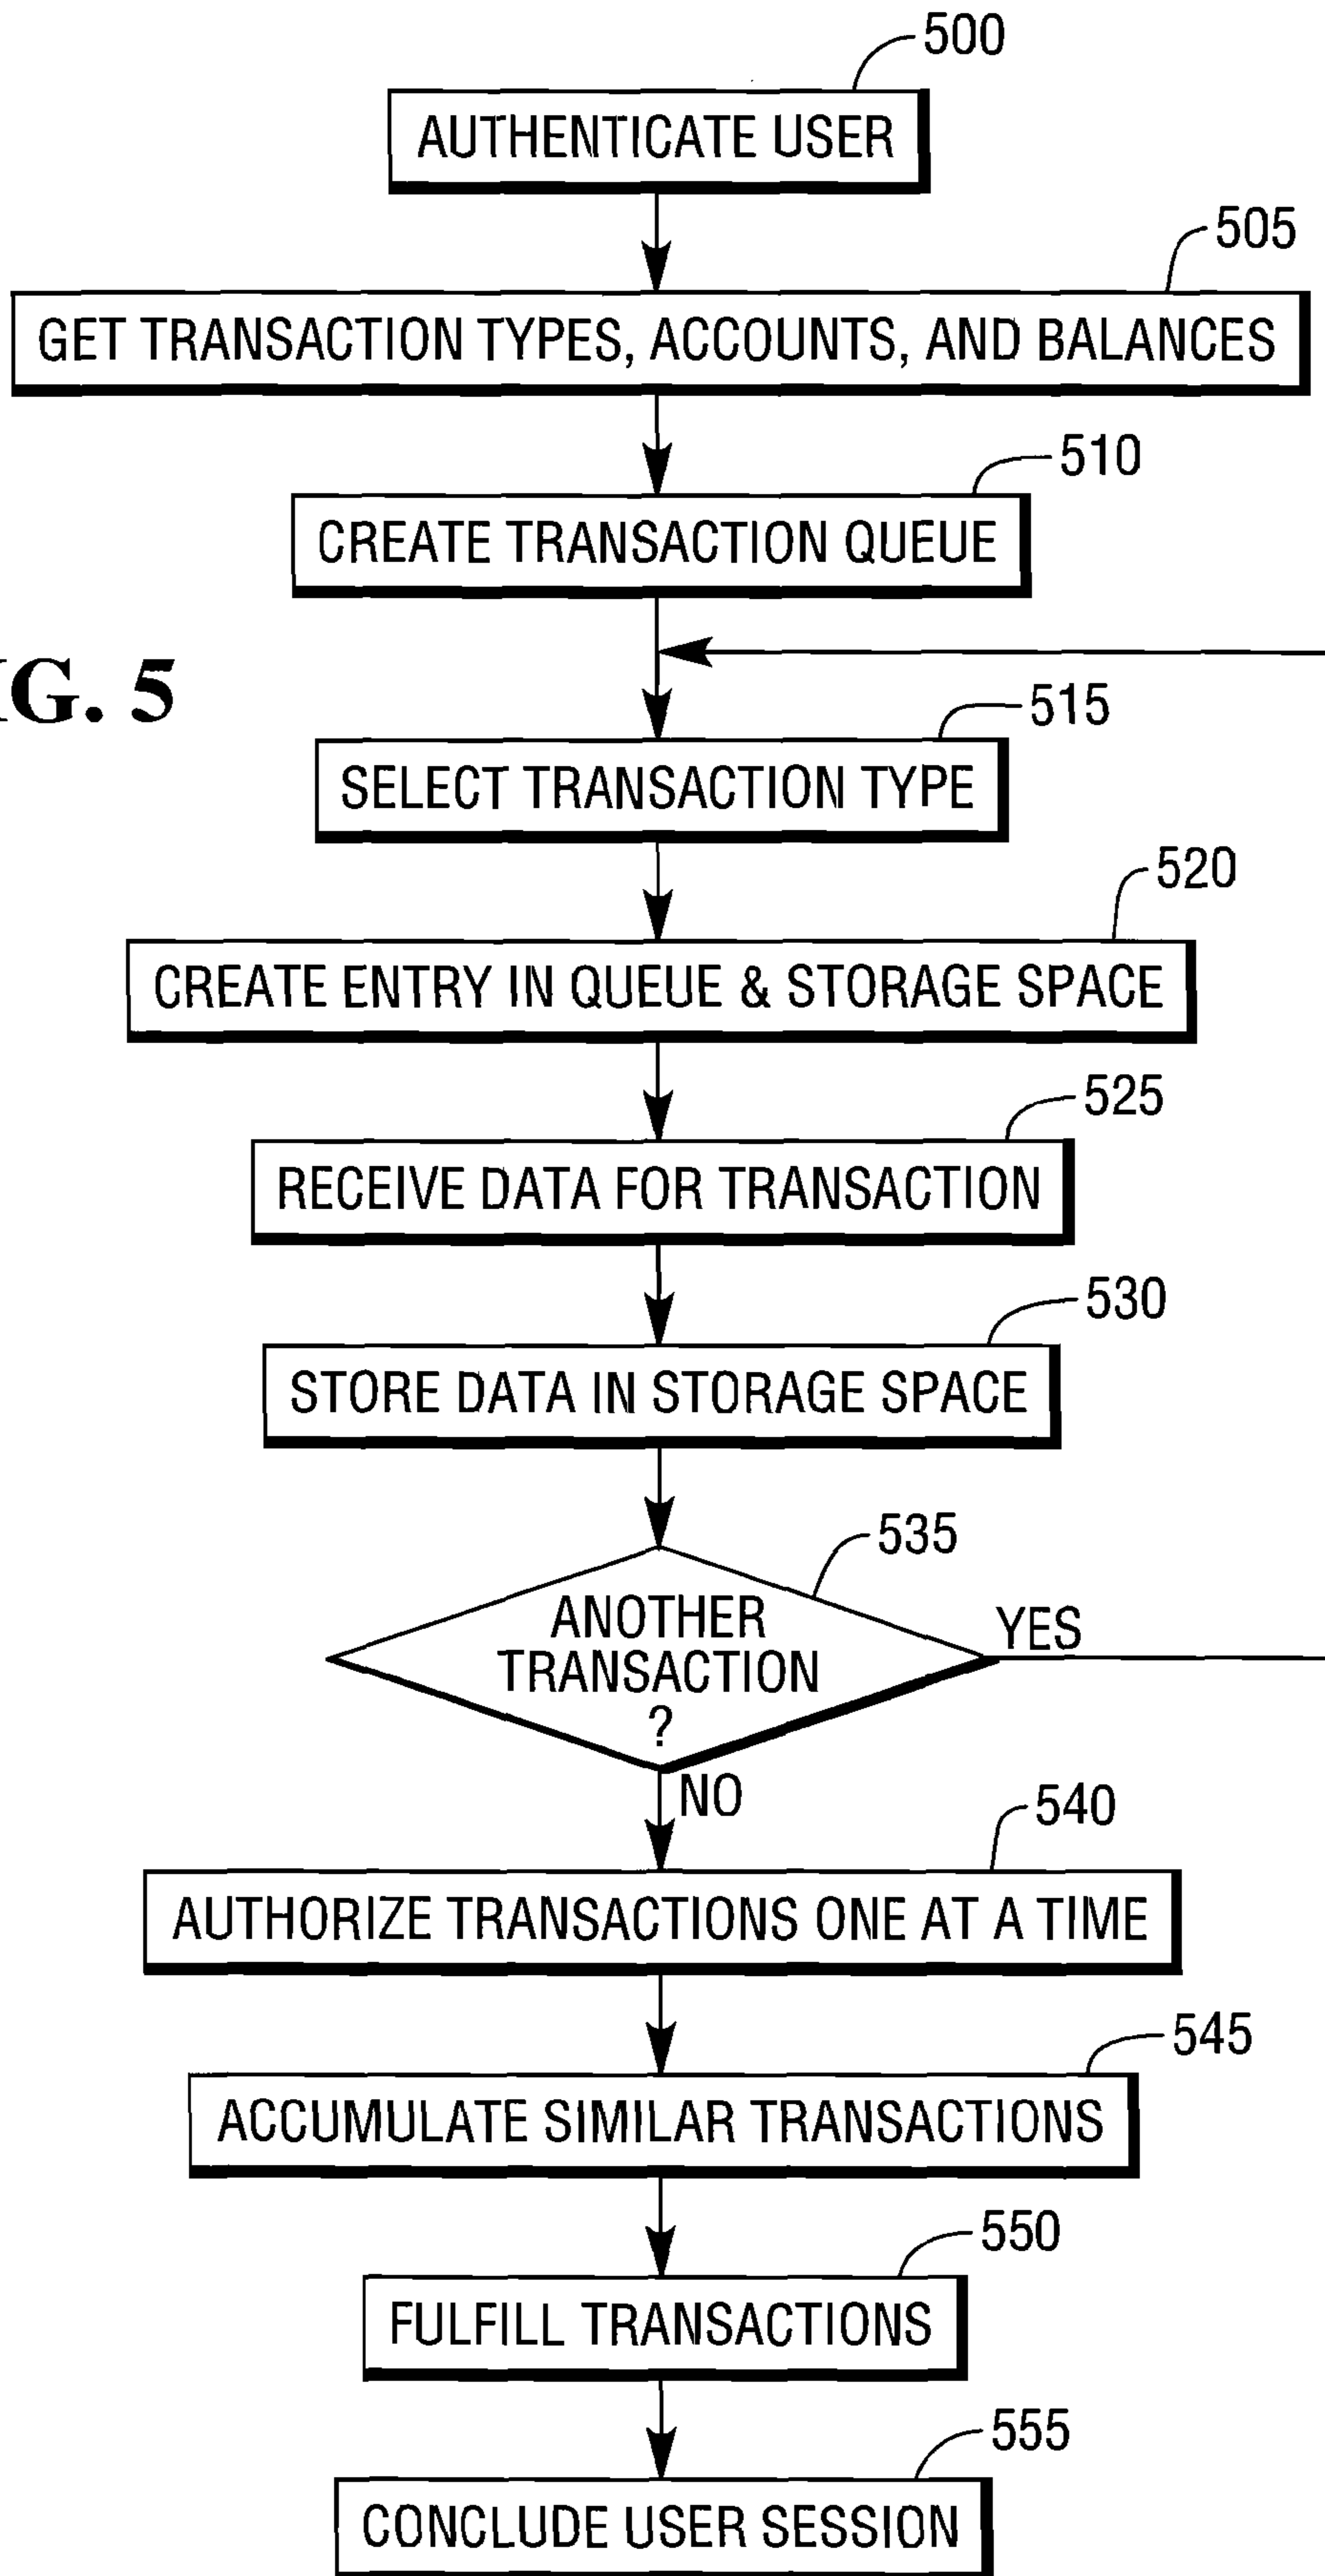 500
AUTHENTICATE USER
505
GET TRANSACTION TYPES, ACCOUNTS, AND BALANCES
510
CREATE TRANSACTION QUEUE
G. 5
515
SELECT TRANSACTION TYPE
520
CREATE ENTRY IN QUEUE & STORAGE SPACE
525
RECEIVE DATA FOR TRANSACTION
530
STORE DATA IN STORAGE SPACE
535
ANOTHER
TRANSACTION
?
YES
NO
540
AUTHORIZE TRANSACTIONS ONE AT A TIME
545
ACCUMULATE SIMILAR TRANSACTIONS
550
FULFILL TRANSACTIONS
555
CONCLUDE USER SESSION